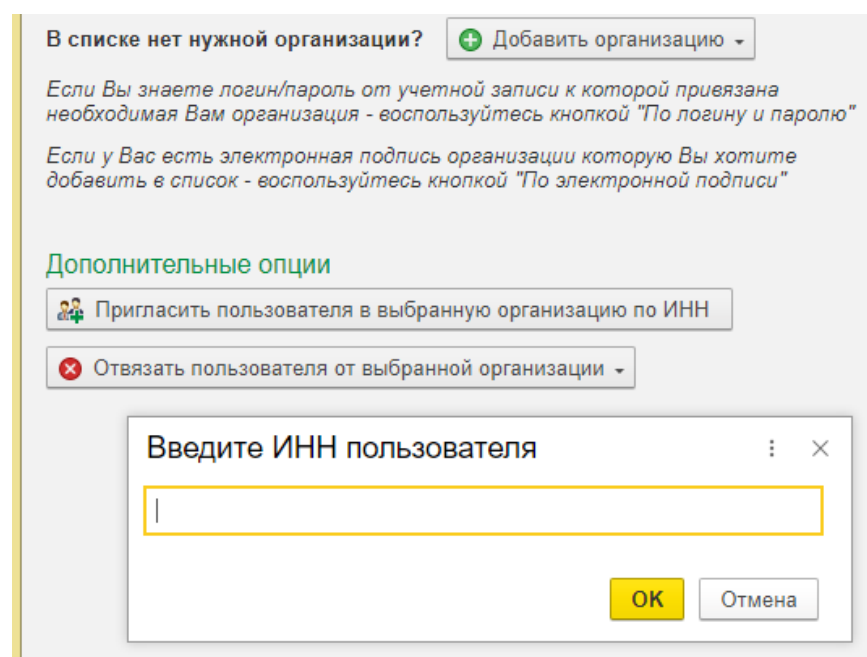 В списке нет нужной организации? Добавить организацию
Если Вы знаете логин/пароль от учетной записи к которой привязана
необходимая Вам организация - воспользуйтесь кнопкой "По логину и паролю"
Если у Вас есть электронная подпись организации которую Вы хотите
добавить в список - воспользуйтесь кнопкой "По электронной подписи"
Дополнительные опции
Пригласить пользователя в выбранную организацию по ИНН
Отвязать пользователя от выбранной организации
Введите ИНН пользователя
ОК Отмена